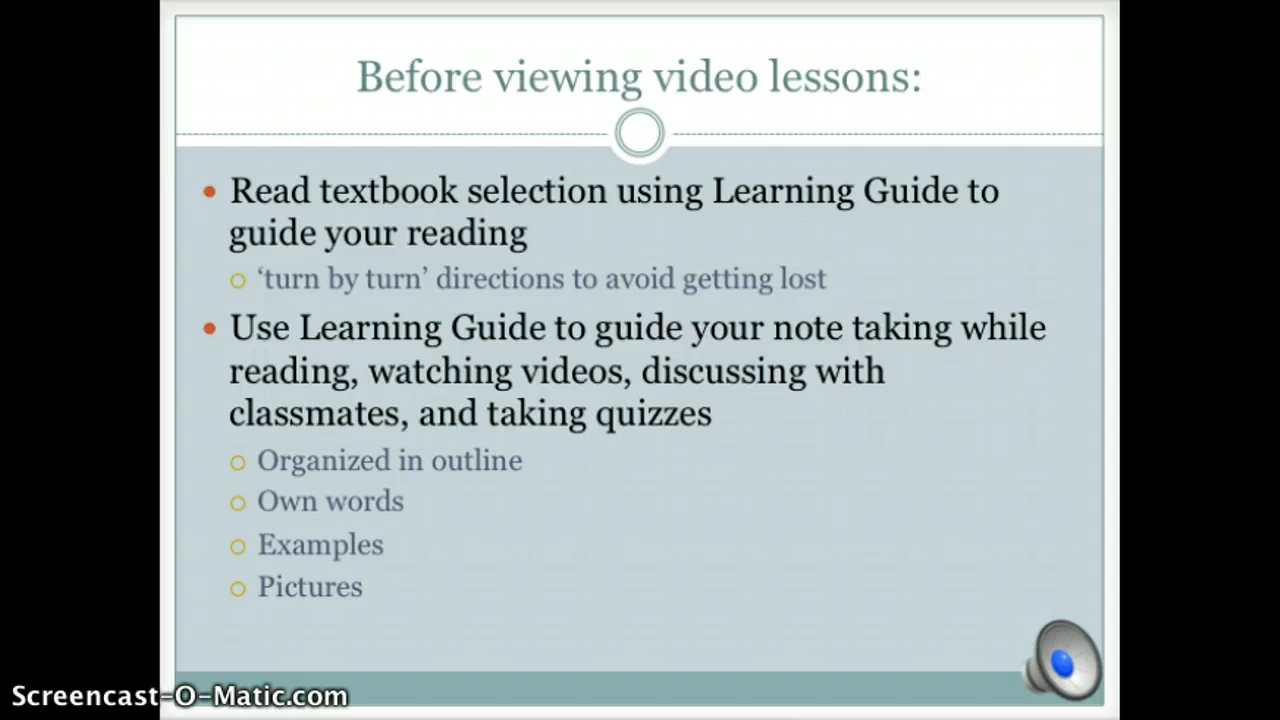 Before viewing video lessons:
Read textbook selection using Learning Guide to
guide your reading
‘turn by turn’ directions to avoid getting lost
Use Learning Guide to guide your note taking while
reading, watching videos, discussing with
classmates, and taking quizzes
Organized in outline
Own words
Examples
Pictures
Screencast-O-Matic.com